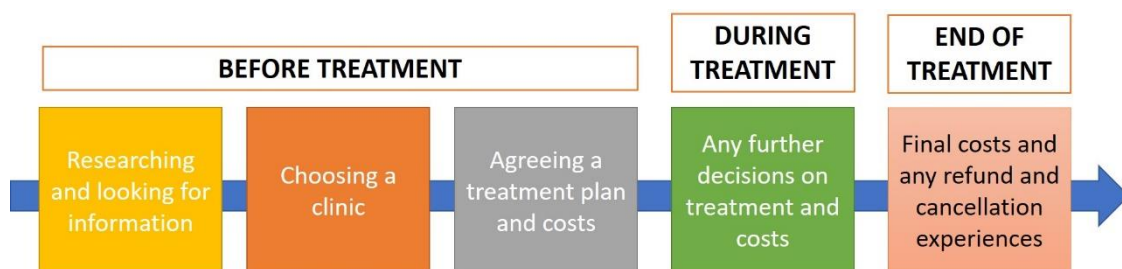 BEFORE TREATMENT
DURING
TREATMENT
END OF
TREATMENT
Researching
and looking for
information
Choosing a
clinic
Agreeing a
treatment plan
and costs
Any further
decisions on
treatment and
costs
Final costs and
any refund and
cancellation
experiences